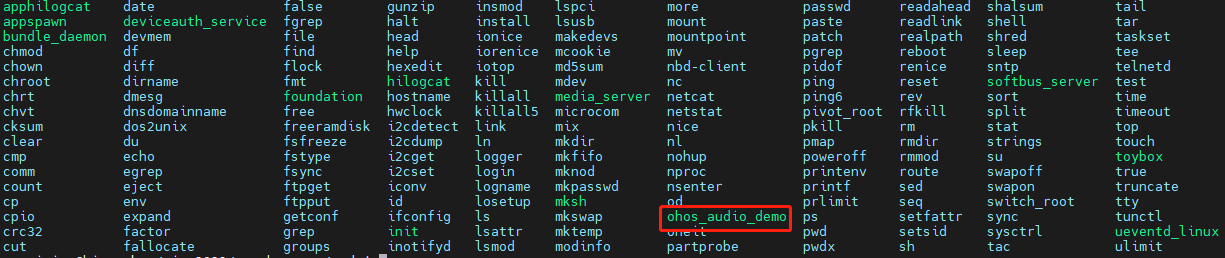 apphilogcat date false gunzip insmod lspci more passwd readahead sha1sum tail
appspawn deviceauth_service fgrep halt install lsusb mount paste readlink shell tar
bundle_daemon devmem file head ionice makedevs mountpoint patch realpath shred taskset
chmod df find help iorenice mcookie mv pgrep reboot sleep tee
chown diff flock hexedit iotop md5sum nbd-client pidof renice sntp telnetd
chroot dirname fmt hilogcat kill mdev nc ping reset softbus_server test
chrt dmesg foundation hostname killall media_server netcat ping6 rev sort time
chvt dnsdomainname free hwclock killall5 microcom netstat pivot_root rfkill split timeout
cksum dos2unix freeramdisk i2cdetect link mix nice pkill rm stat top
clear du fsfreeze i2cdump ln mkdir nl pmap rmdir strings touch
cmp echo fstype i2cget logger mkfifo nohup poweroff rmmod su toybox
comm egrep fsync i2cset login mknod nproc printenv route swapoff true
count eject ftpget iconv logname mkpasswd nsenter printf sed swapon truncate
cp env ftpput id losetup mksh od prlimit seq switch_root tty
cpio expand getconf ifconfig ls mkswap ohos_audio_demo ps setfattr sync tunctl
crc32 factor grep init lsattr mktemp oneit pwd setsid sysctrl ueventd_linux
cut fallocate groups inotifyd lsmod modinfo partprobe pwdx sh tac ulimit